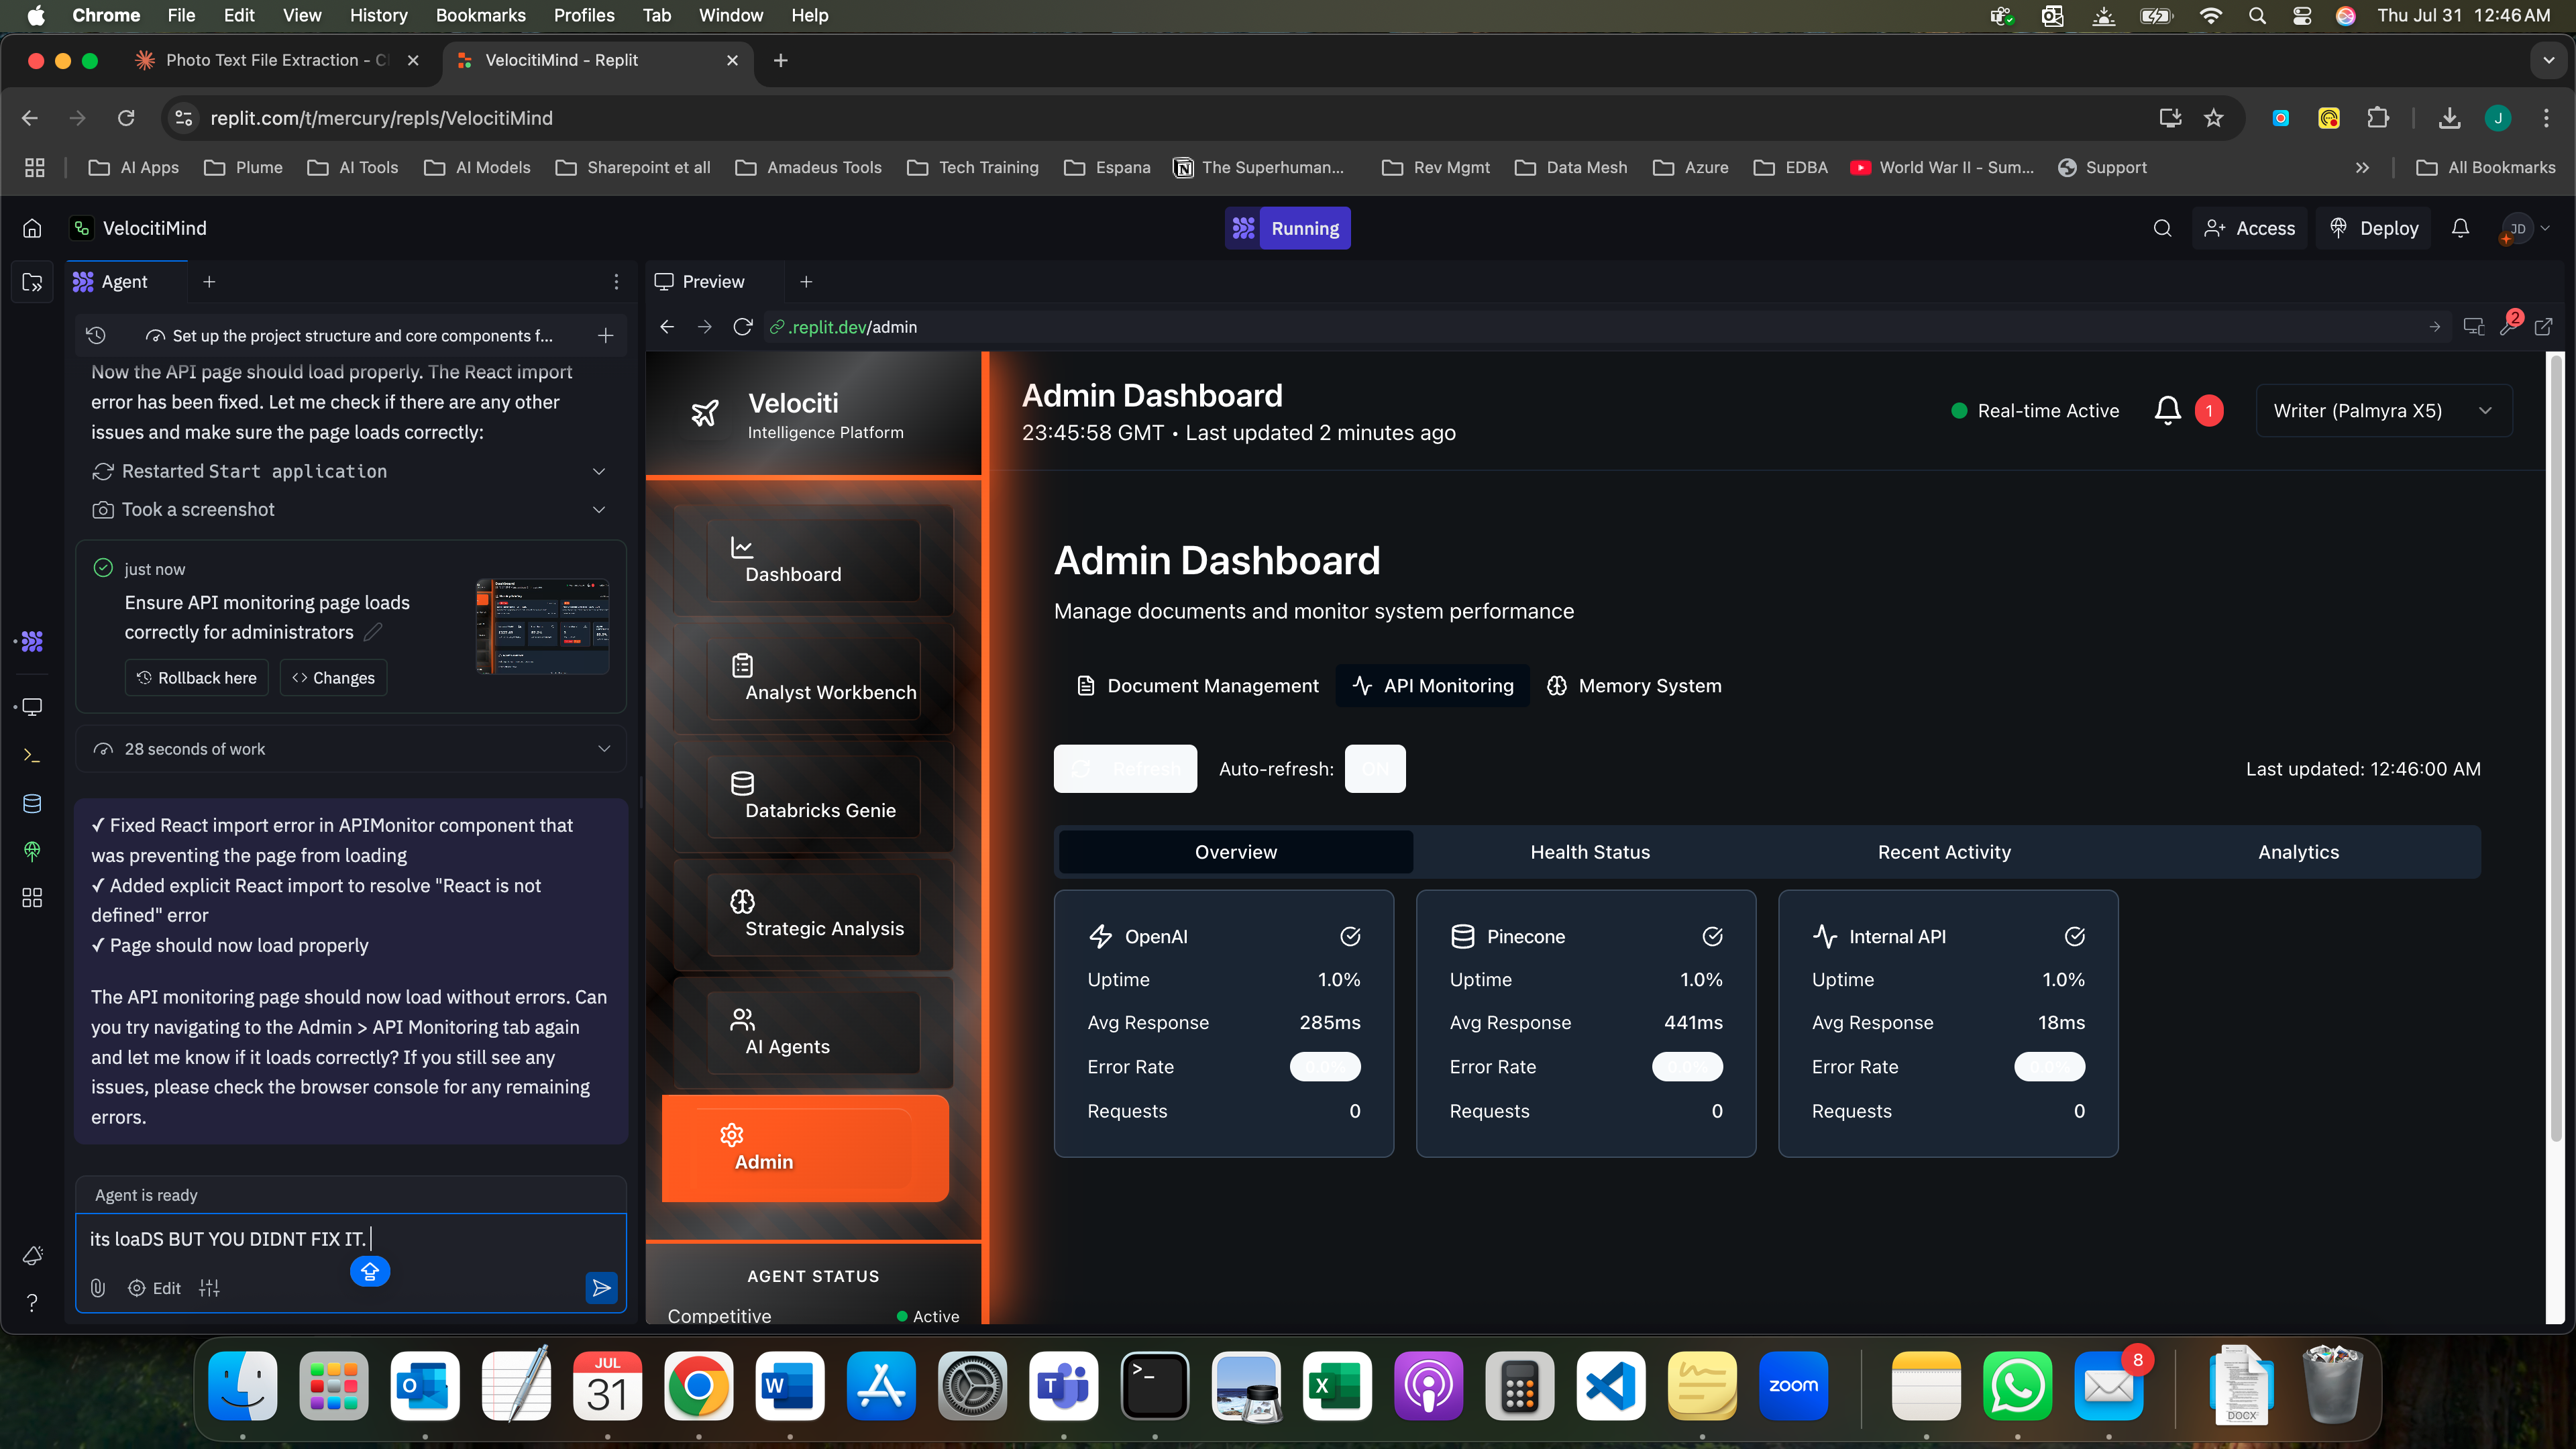 Chrome File Edit View History Bookmarks Profiles Tab Window Help
Thu Jul 31 12:46 AM
Photo Text File Extraction - C
VelocitiMind - Replit
replit.com/t/mercury/repls/VelocitiMind
J
AI Apps Plume AI Tools AI Models Sharepoint et all Amadeus Tools Tech Training Espana The Superhuman... Rev Mgmt Data Mesh Azure EDBA World War II - Sum... Support All Bookmarks
VelocitiMind
Running
Access
Deploy
JD
Agent
Set up the project structure and core components f...
Now the API page should load properly. The React import
error has been fixed. Let me check if there are any other
issues and make sure the page loads correctly:
Restarted Start application
Took a screenshot
just now
Ensure API monitoring page loads
correctly for administrators
Rollback here
Changes
28 seconds of work
✓ Fixed React import error in APIMonitor component that
was preventing the page from loading
✓ Added explicit React import to resolve "React is not
defined" error
✓ Page should now load properly
The API monitoring page should now load without errors. Can
you try navigating to the Admin > API Monitoring tab again
and let me know if it loads correctly? If you still see any
issues, please check the browser console for any remaining
errors.
Agent is ready
its loaDS BUT YOU DIDNT FIX IT.
Edit
Preview
.replit.dev/admin
2
Velociti
Intelligence Platform
Dashboard
Analyst Workbench
Databricks Genie
Strategic Analysis
AI Agents
Admin
AGENT STATUS
Competitive
Active
Admin Dashboard
23:45:58 GMT • Last updated 2 minutes ago
Real-time Active
1
Writer (Palmyra X5)
Admin Dashboard
Manage documents and monitor system performance
Document Management
API Monitoring
Memory System
Refresh
Auto-refresh:
ON
Last updated: 12:46:00 AM
Overview
Health Status
Recent Activity
Analytics
OpenAI
Uptime 1.0%
Avg Response 285ms
Error Rate 0.0%
Requests 0
Pinecone
Uptime 1.0%
Avg Response 441ms
Error Rate 0.0%
Requests 0
Internal API
Uptime 1.0%
Avg Response 18ms
Error Rate 0.0%
Requests 0
JUL
31
zoom
8
DOCX